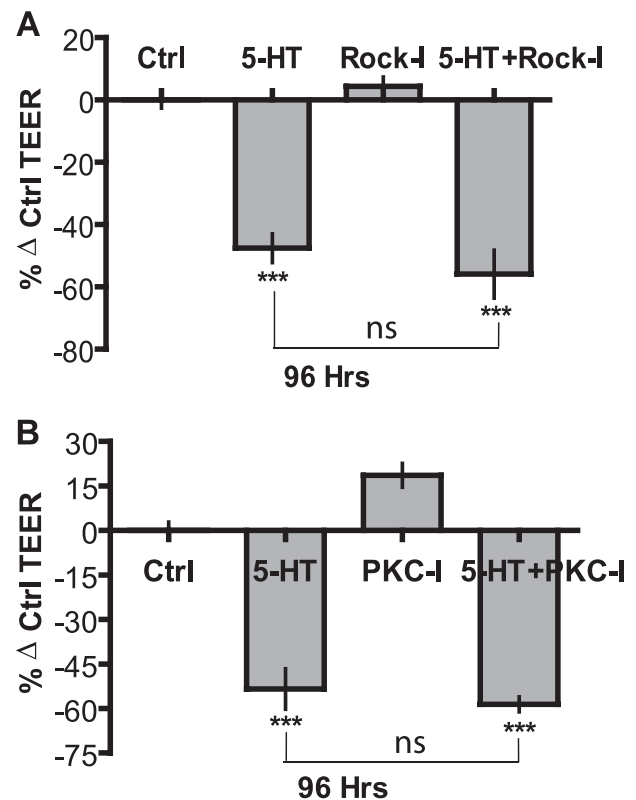 A
20
0
-20
-40
-60
-80
% Δ Ctrl TEER
Ctrl 5-HT Rock-I 5-HT+Rock-I
*** ***
ns
96 Hrs
B
30
15
0
-15
-30
-45
-60
-75
% Δ Ctrl TEER
Ctrl 5-HT PKC-I 5-HT+PKC-I
*** ***
ns
96 Hrs